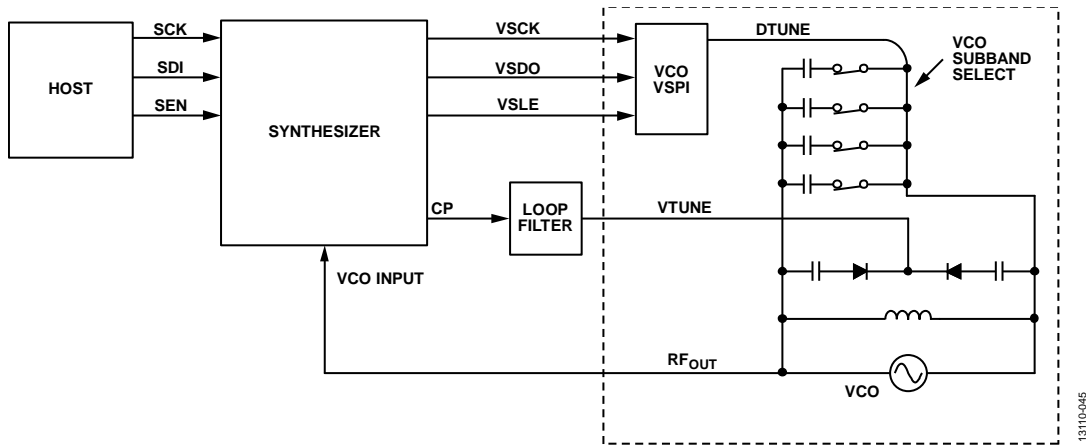 HOST
SCK
SDI
SEN
SYNTHESIZER
VSCK
VSDO
VSLE
VCO
VSPI
DTUNE
VCO
SUBBAND
SELECT
CP
LOOP
FILTER
VTUNE
VCO INPUT
RFOUT
VCO
13110-045